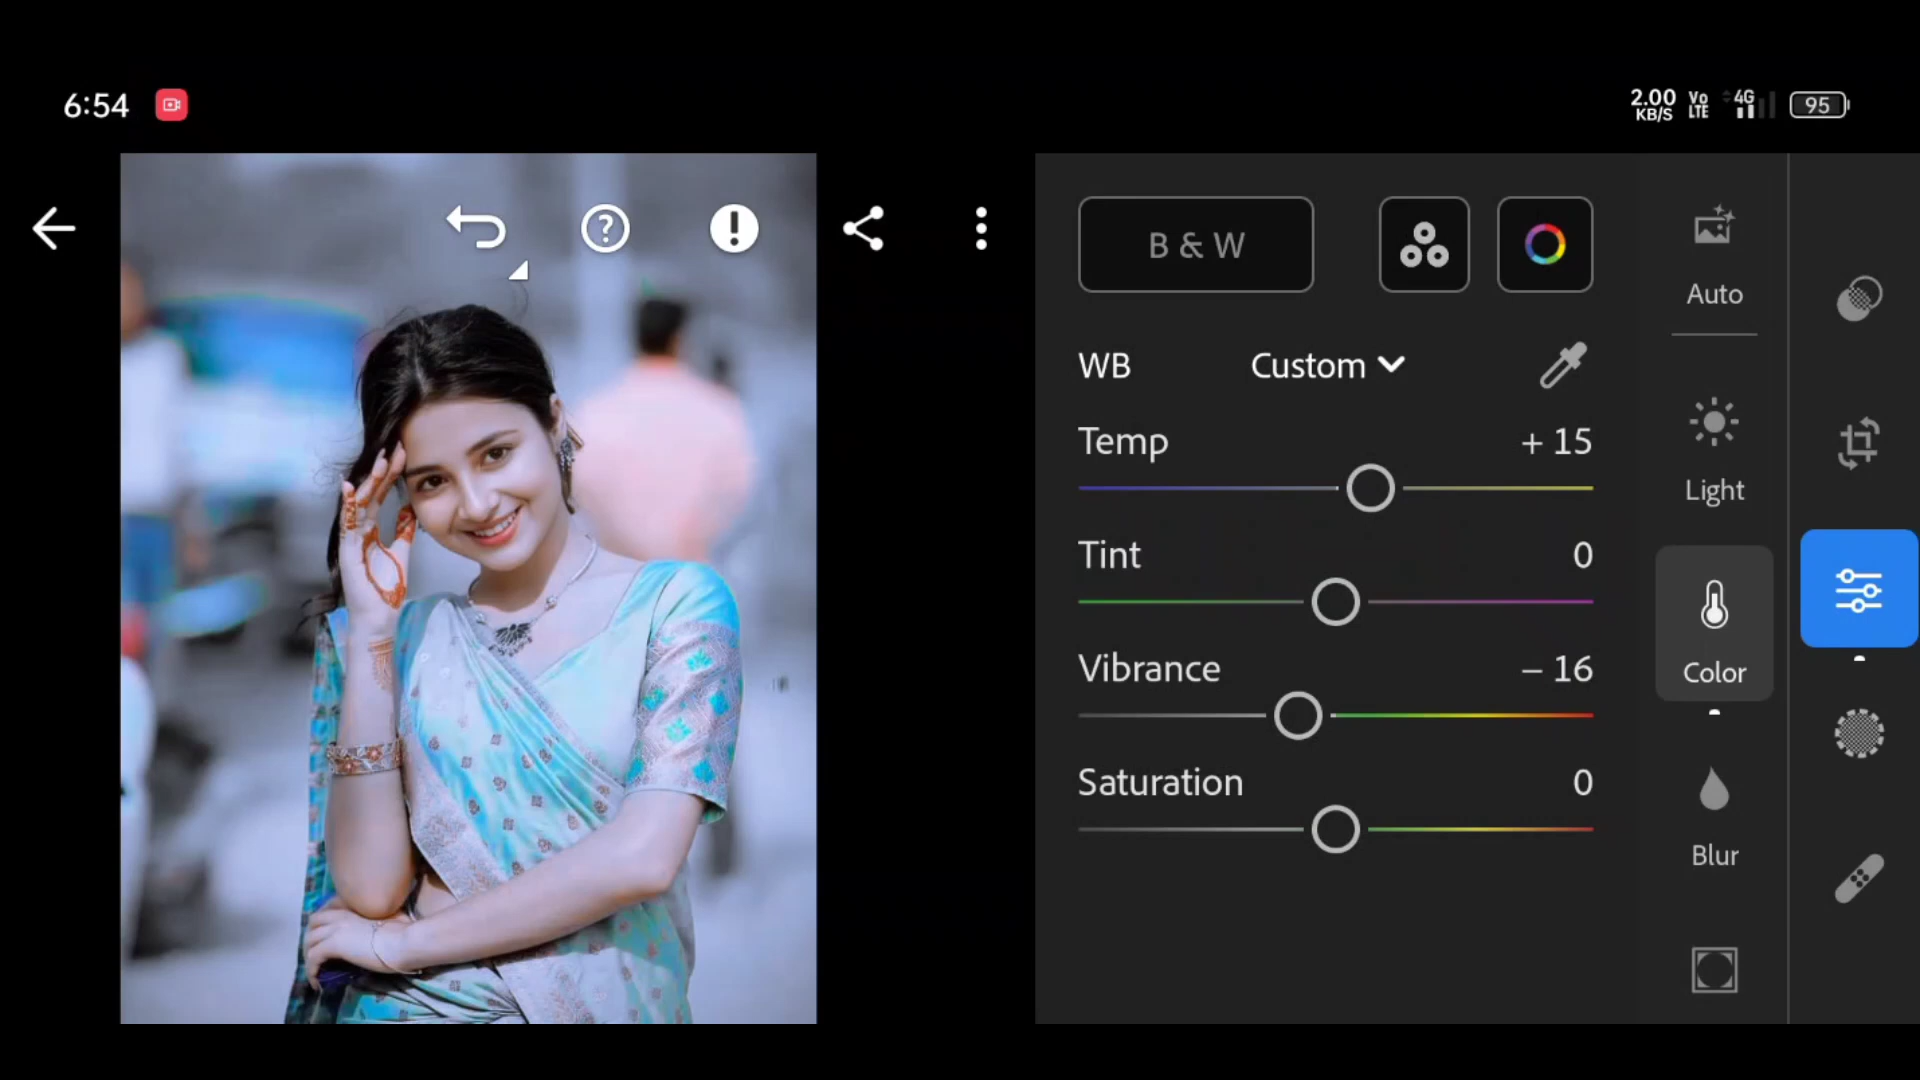 6:54
2.00
KB/S
Vo
LTE
4G
95
B & W
WB
Custom
Temp
+ 15
Tint
0
Vibrance
– 16
Saturation
0
Auto
Light
Color
Blur